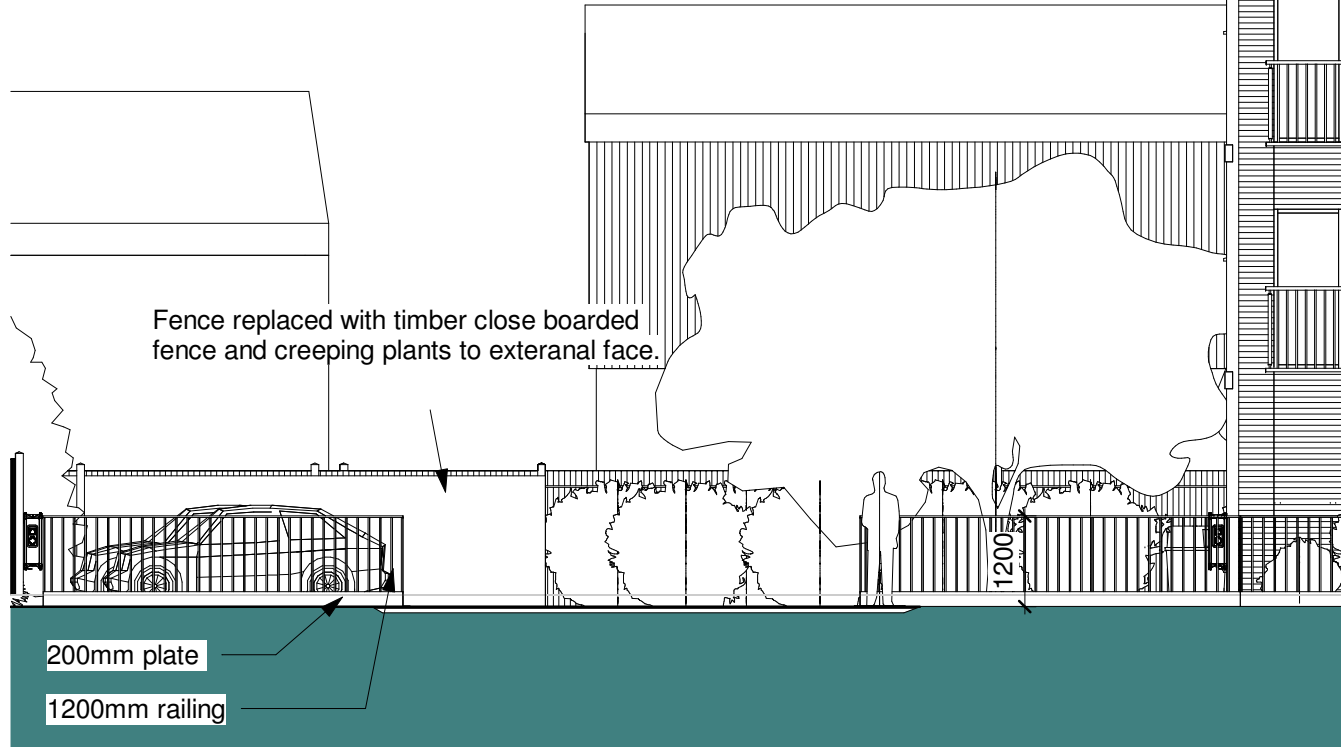 Fence replaced with timber close boarded
fence and creeping plants to exteranal face.
1200
200mm plate
1200mm railing